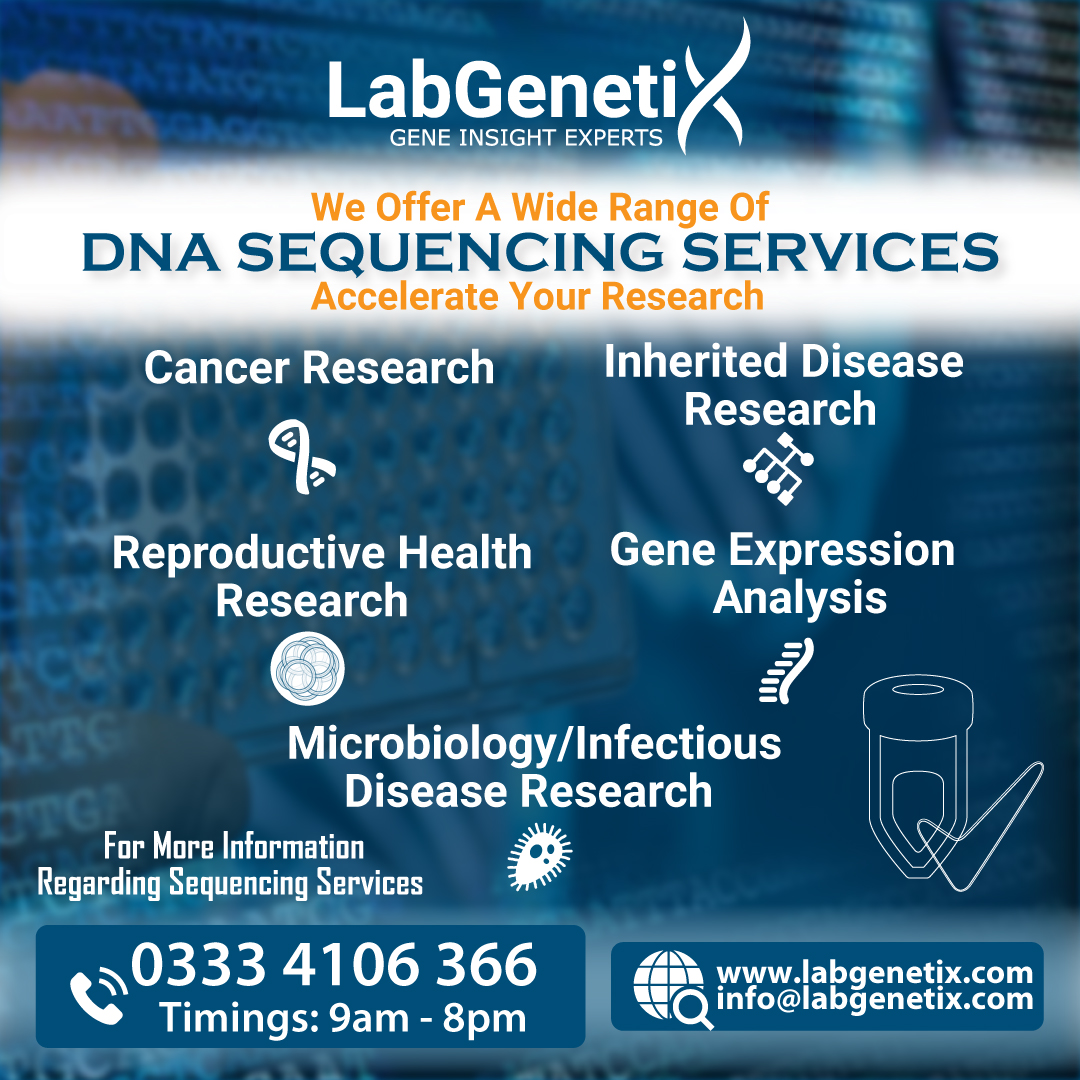 LabGenetiX
GENE INSIGHT EXPERTS
We Offer A Wide Range Of
DNA SEQUENCING SERVICES
Accelerate Your Research
Cancer Research
Inherited Disease
Research
Reproductive Health
Research
Gene Expression
Analysis
Microbiology/Infectious
Disease Research
For More Information
Regarding Sequencing Services
0333 4106 366
Timings: 9am - 8pm
www.labgenetix.com
info@labgenetix.com